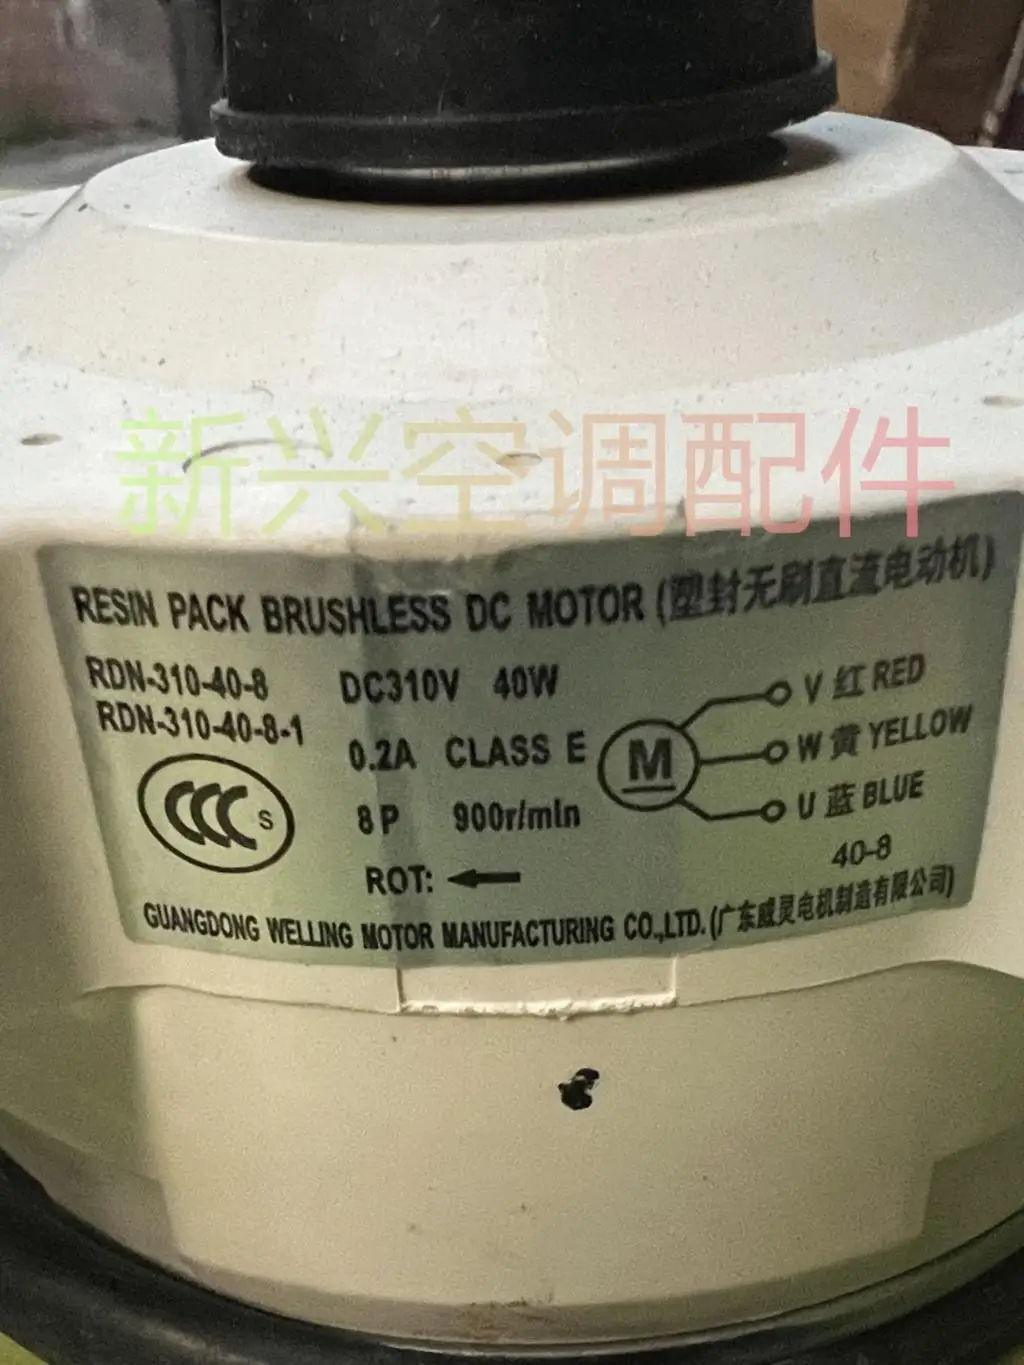 新兴空调配件
RESIN PACK BRUSHLESS DC MOTOR (塑封无刷直流电动机)
RDN-310-40-8 DC310V 40W
RDN-310-40-8-1
0.2A CLASS E
8P 900r/min
ROT:
CCC S
M
V 红 RED
W 黄 YELLOW
U 蓝 BLUE
40-8
GUANGDONG WELLING MOTOR MANUFACTURING CO.,LTD.(广东威灵电机制造有限公司)